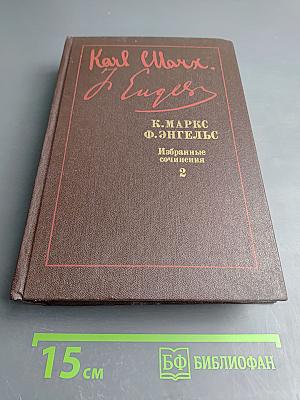 Karl Marx.
F. Engels
К. МАРКС
Ф. ЭНГЕЛЬС
Избранные
сочинения
2
15 см
БФ БИБЛИОФАН